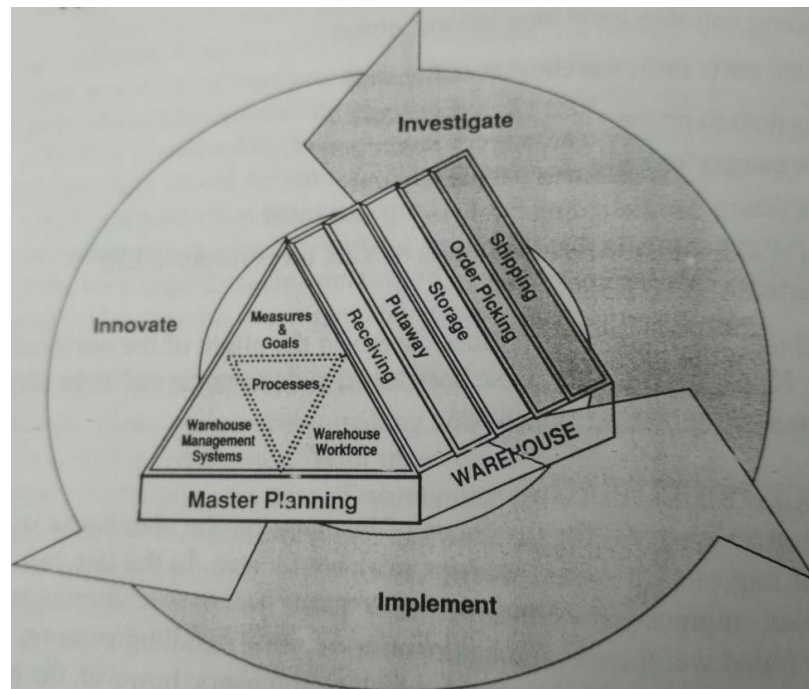 Investigate
Innovate
Shipping
Order Picking
Storage
Putaway
Receiving
Measures
&
Goals
Processes
Warehouse
Management
Systems
Warehouse
Workforce
WAREHOUSE
Master Planning
Implement